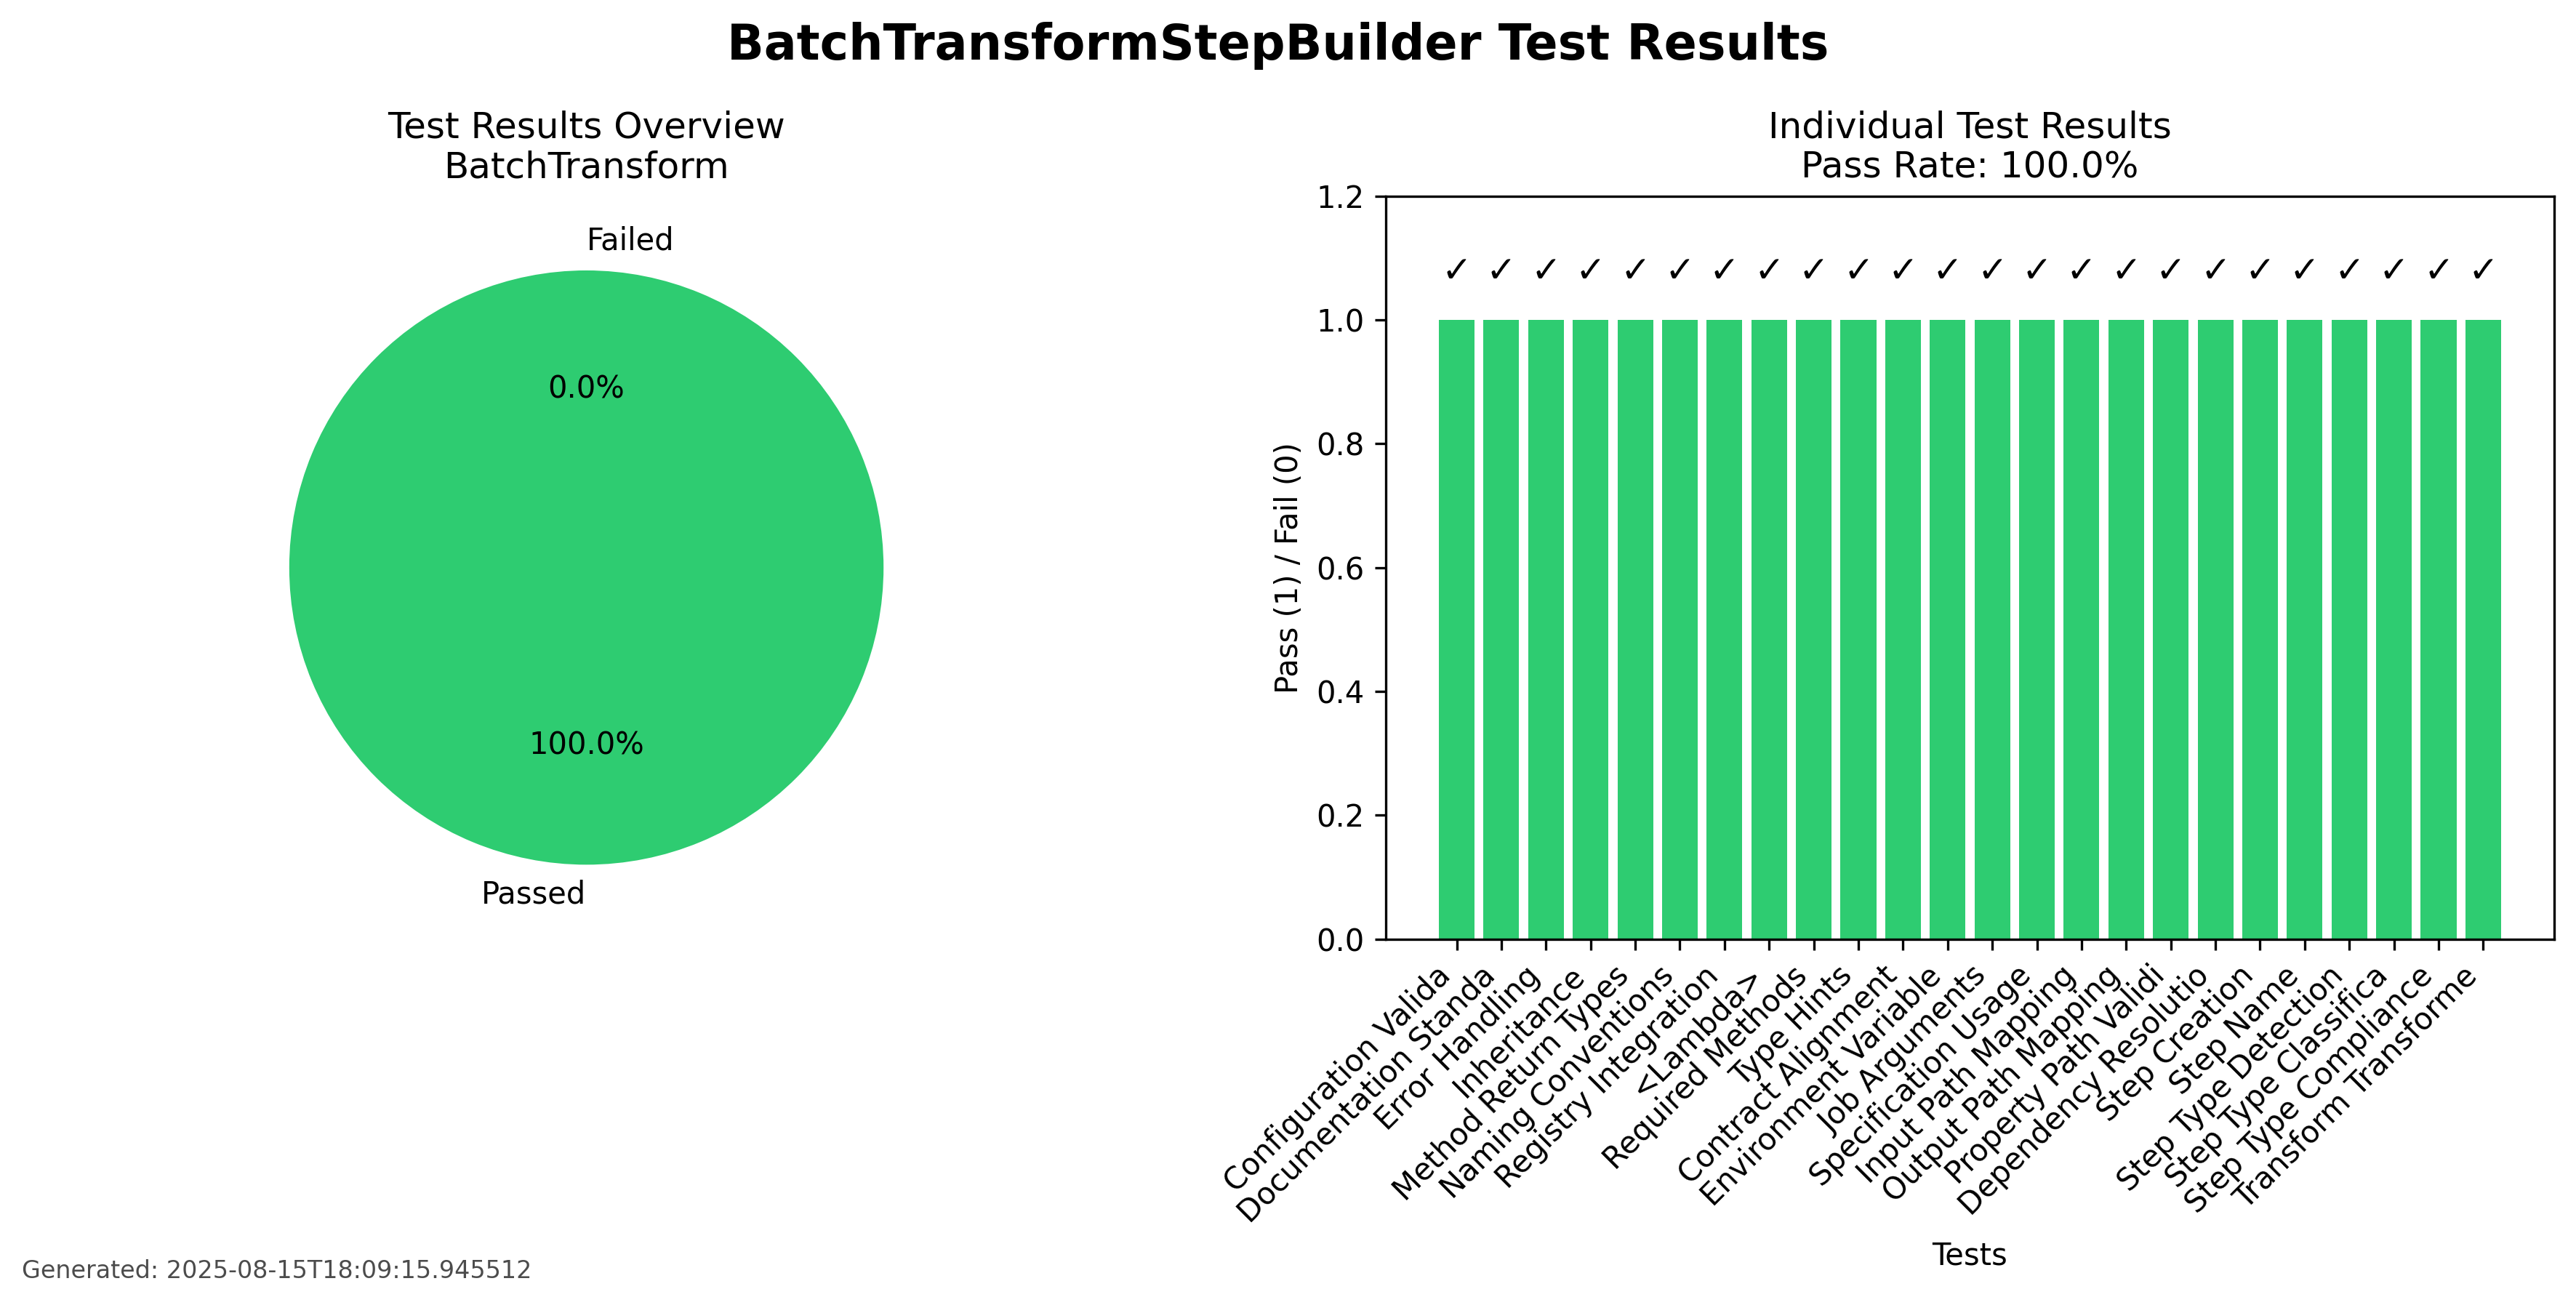 BatchTransformStepBuilder Test Results
Test Results Overview
BatchTransform
Failed
0.0%
100.0%
Passed
Individual Test Results
Pass Rate: 100.0%
1.2
✓ ✓ ✓ ✓ ✓ ✓ ✓ ✓ ✓ ✓ ✓ ✓ ✓ ✓ ✓ ✓ ✓ ✓ ✓ ✓ ✓ ✓ ✓ ✓
1.0
0.8
0.6
0.4
0.2
0.0
Pass (1) / Fail (0)
Configuration Valida
Documentation Standa
Error Handling
Inheritance
Method Return Types
Naming Conventions
Registry Integration
<Lambda>
Required Methods
Type Hints
Contract Alignment
Environment Variable
Job Arguments
Specification Usage
Input Path Mapping
Output Path Mapping
Property Path Validi
Dependency Resolutio
Step Creation
Step Name
Step Type Detection
Step Type Classifica
Step Type Compliance
Transform Transforme
Tests
Generated: 2025-08-15T18:09:15.945512